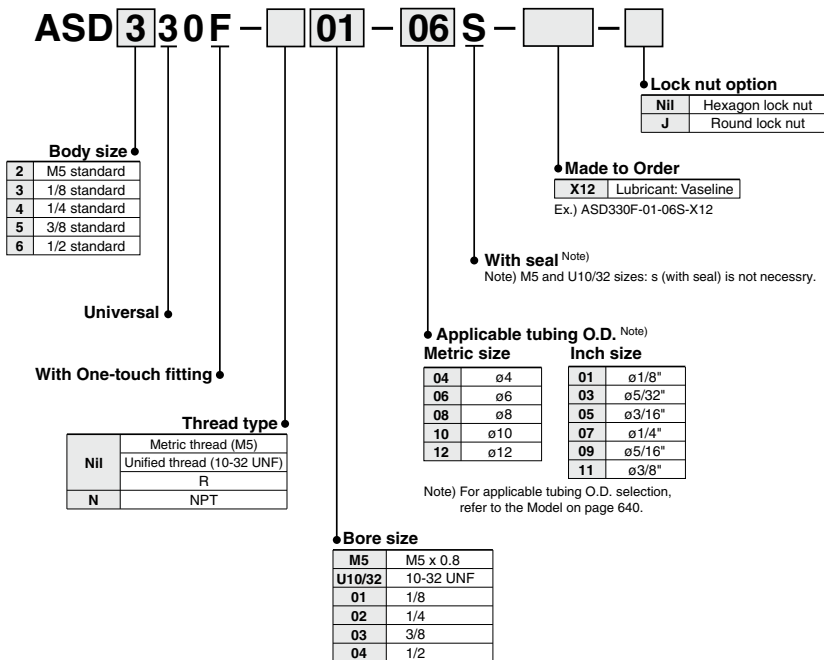 ASD 3 3 0 F - 01 - 06 S - -
Lock nut option
Nil Hexagon lock nut
J Round lock nut
Body size
2 M5 standard
3 1/8 standard
4 1/4 standard
5 3/8 standard
6 1/2 standard
Made to Order
X12 Lubricant: Vaseline
Ex.) ASD330F-01-06S-X12
With seal Note)
Note) M5 and U10/32 sizes: s (with seal) is not necessry.
Universal
With One-touch fitting
Applicable tubing O.D. Note)
Metric size
04 ø4
06 ø6
08 ø8
10 ø10
12 ø12
Inch size
01 ø1/8"
03 ø5/32"
05 ø3/16"
07 ø1/4"
09 ø5/16"
11 ø3/8"
Note) For applicable tubing O.D. selection,
refer to the Model on page 640.
Thread type
Nil Metric thread (M5)
Unified thread (10-32 UNF)
R
N NPT
Bore size
M5 M5 x 0.8
U10/32 10-32 UNF
01 1/8
02 1/4
03 3/8
04 1/2